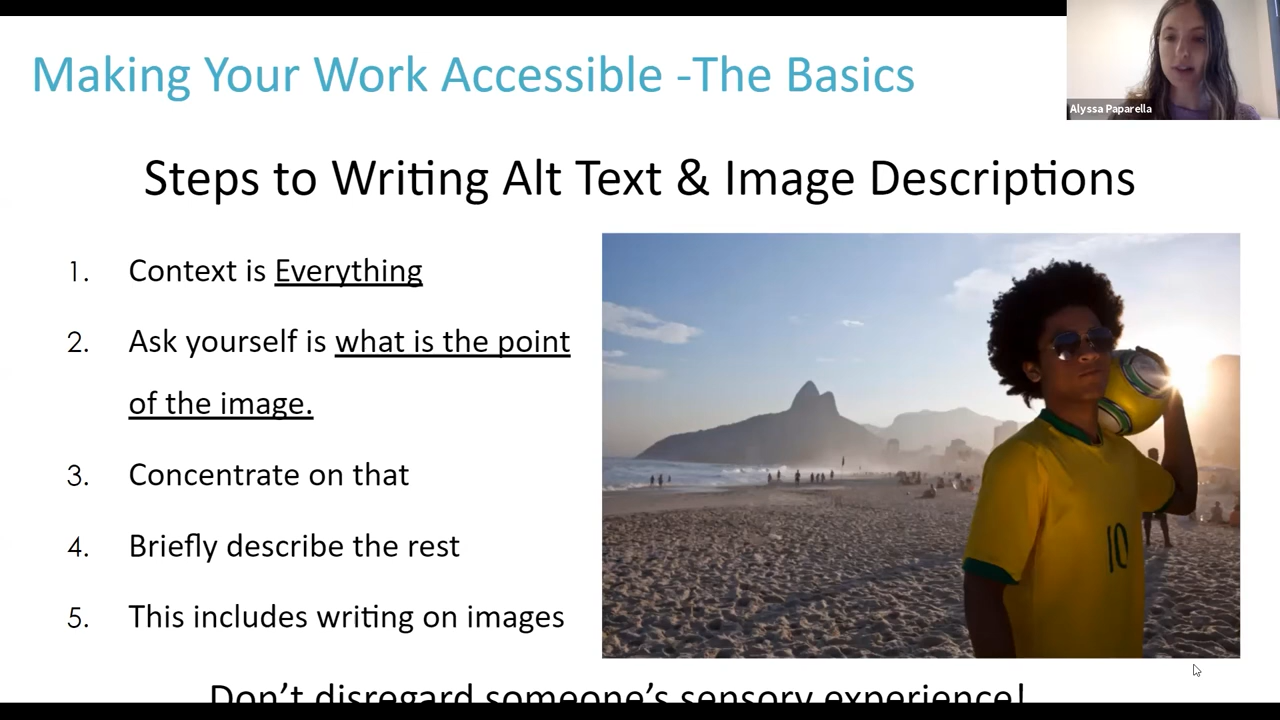 Making Your Work Accessible -The Basics
Alyssa Paparella
Steps to Writing Alt Text & Image Descriptions
1. Context is Everything
2. Ask yourself is what is the point
of the image.
3. Concentrate on that
4. Briefly describe the rest
5. This includes writing on images
10
Don't disregard someone's sensory experience!